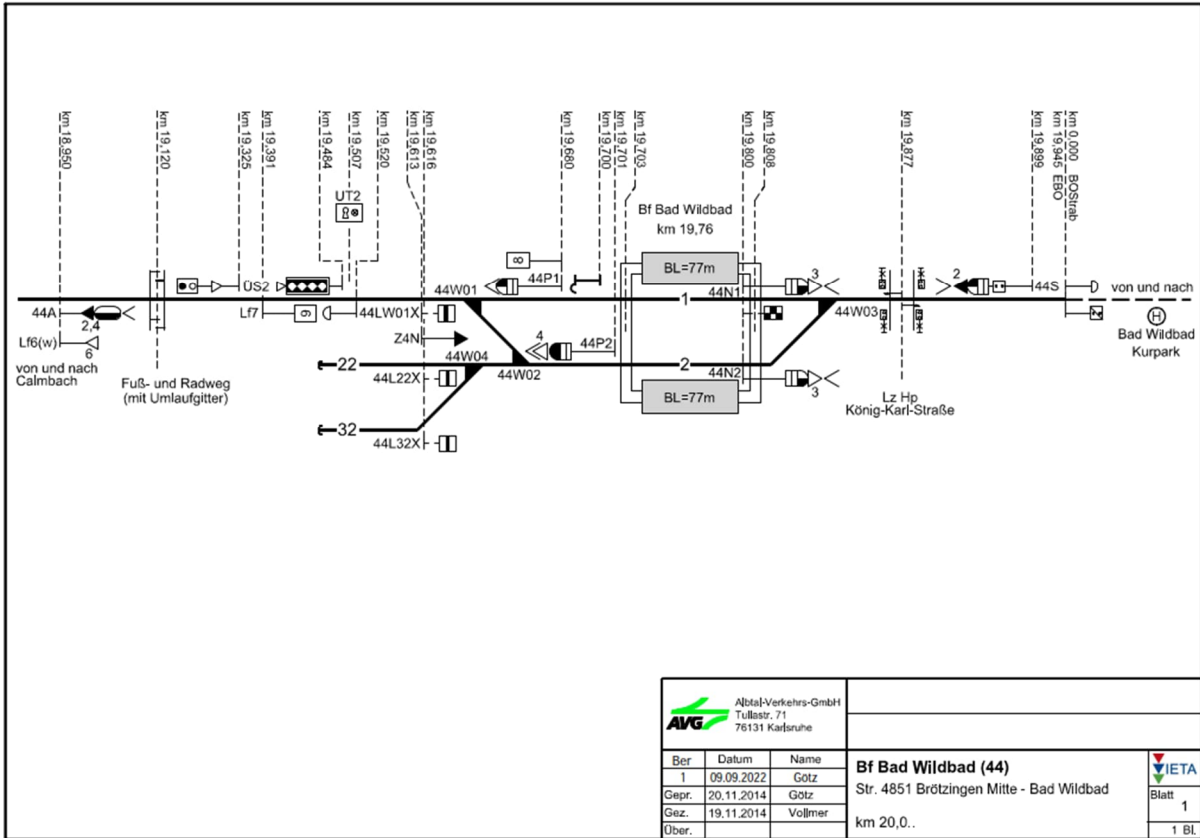 km 18,950
km 19,120
km 19,325
km 19,391
km 19,484
km 19,507
km 19,520
km 19,613
km 19,616
km 19,680
km 19,700
km 19,701
km 19,703
km 19,800
km 19,808
km 19,877
km 19,899
km 19,945 EBO
km 0,000 BOStrab
UT2
Bf Bad Wildbad
km 19,76
8
44P1
BL=77m
3
2
ÜS2
44W01
1
44N1
44S
von und nach
44A
2,4
Lf7
9
44LW01X
44W03
2
H
Bad Wildbad
Kurpark
Lf6(w)
6
Z4N
4
44P2
von und nach
Calmbach
Fuß- und Radweg
(mit Umlaufgitter)
22
44W04
44W02
2
44L22X
44N2
3
BL=77m
Lz Hp
König-Karl-Straße
32
44L32X
AVG
Albtal-Verkehrs-GmbH
Tullastr. 71
76131 Karlsruhe
Ber Datum Name
1 09.09.2022 Götz
Gepr. 20.11.2014 Götz
Gez. 19.11.2014 Vollmer
Über.
Bf Bad Wildbad (44)
Str. 4851 Brötzingen Mitte - Bad Wildbad
km 20,0..
IETA
Blatt
1
1 Bl.